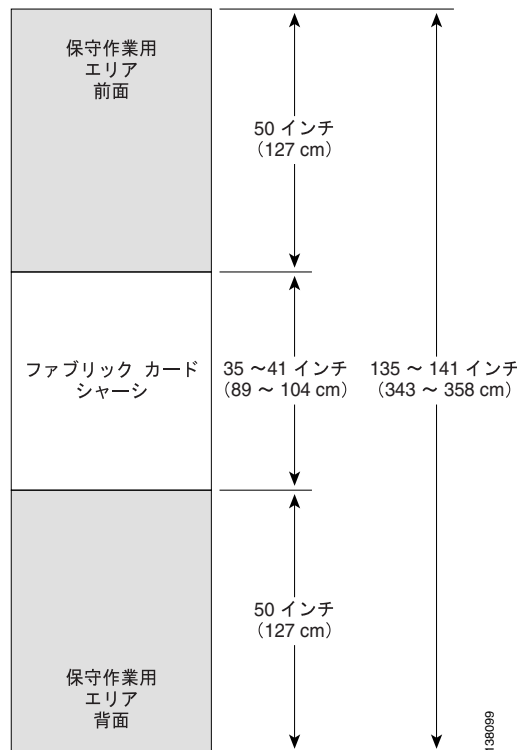 保守作業用
エリア
前面
50 インチ
（127 cm）
ファブリック カード
シャーシ
35 ～41 インチ
（89 ～ 104 cm）
135 ～ 141 インチ
（343 ～ 358 cm）
50 インチ
（127 cm）
保守作業用
エリア
背面
138099